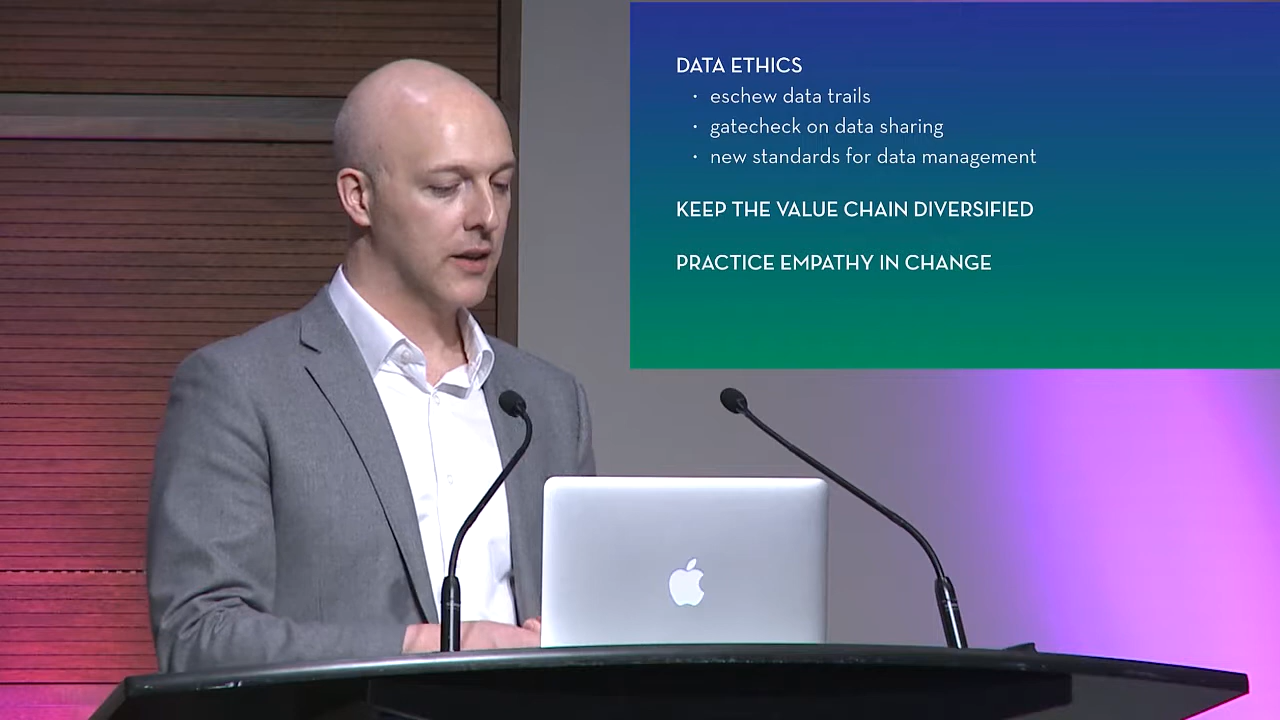 DATA ETHICS
· eschew data trails
· gatecheck on data sharing
· new standards for data management
KEEP THE VALUE CHAIN DIVERSIFIED
PRACTICE EMPATHY IN CHANGE